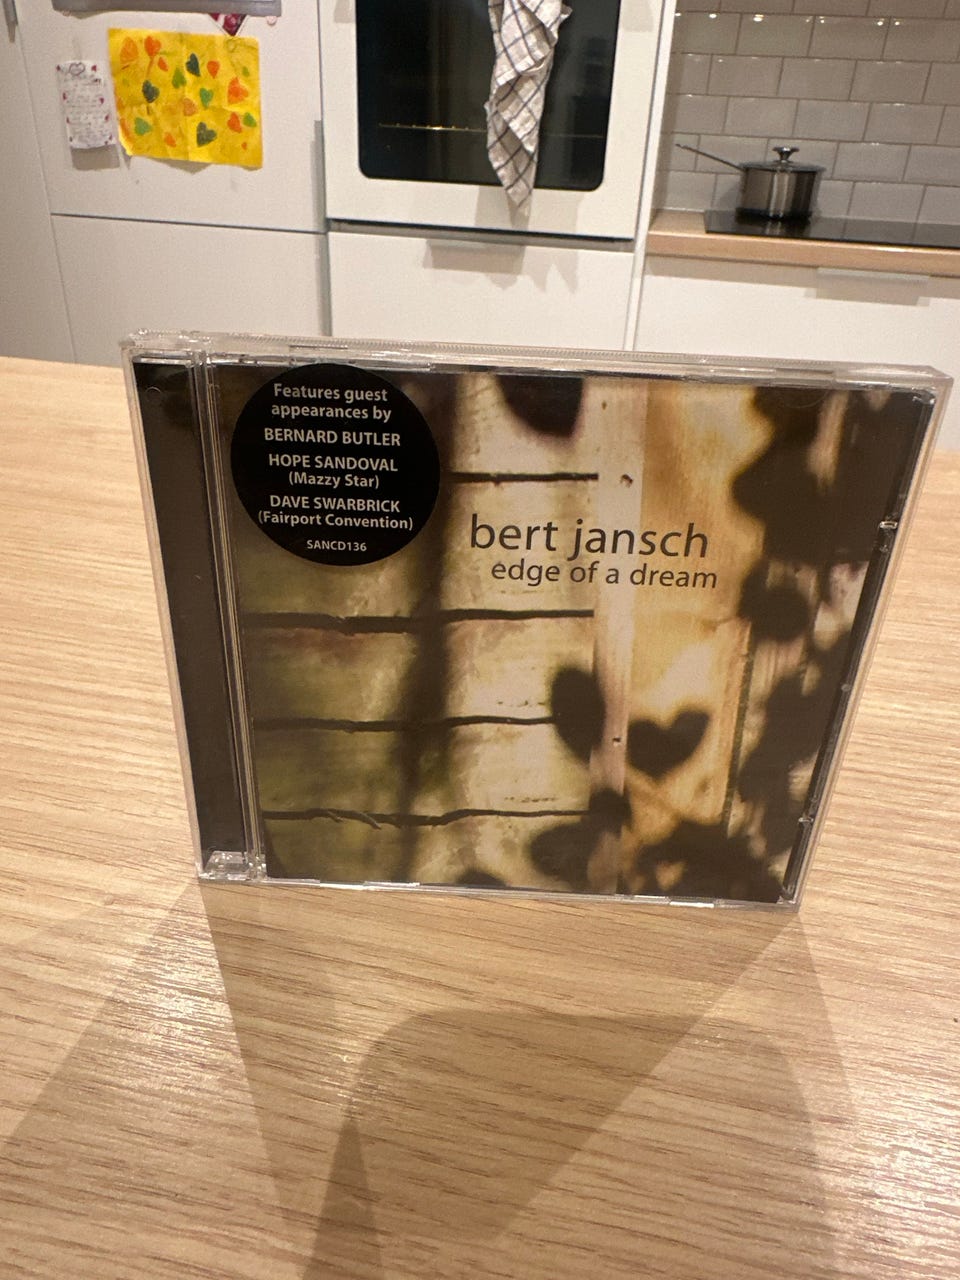 Features guest
appearances by
BERNARD BUTLER
HOPE SANDOVAL
(Mazzy Star)
DAVE SWARBRICK
(Fairport Convention)
SANCD136
bert jansch
edge of a dream